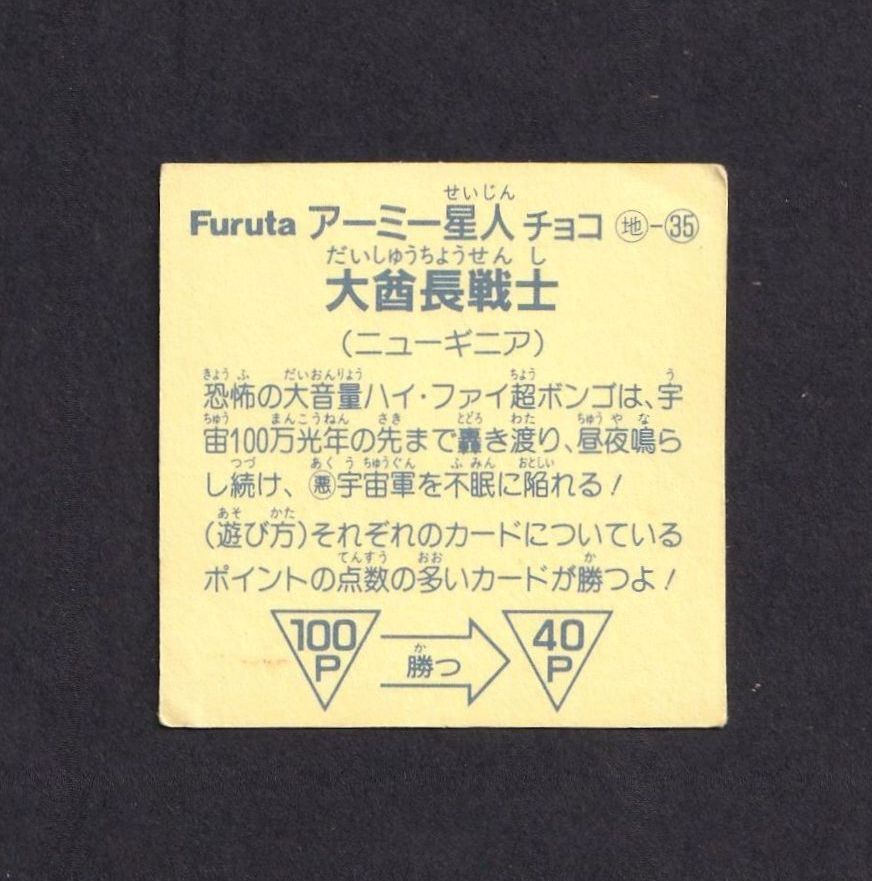 せいじん
Furuta アーミー星人 チョコ ㊞地-㉟
だいしゅうちょうせんし
大酋長戦士
(ニューギニア)
きょうふ だいおんりょう ちょう う
恐怖の大音量ハイ・ファイ超ボンゴは、宇
ちゅう まんこうねん さき とどろ わた ちゅうや な
宙100万光年の先まで轟き渡り、昼夜鳴ら
つづ あく うちゅうぐん ふみん おとしい
し続け、悪宇宙軍を不眠に陥れる!
あそ かた
(遊び方)それぞれのカードについている
てんすう おお か
ポイントの点数の多いカードが勝つよ!
100P か 勝つ 40P